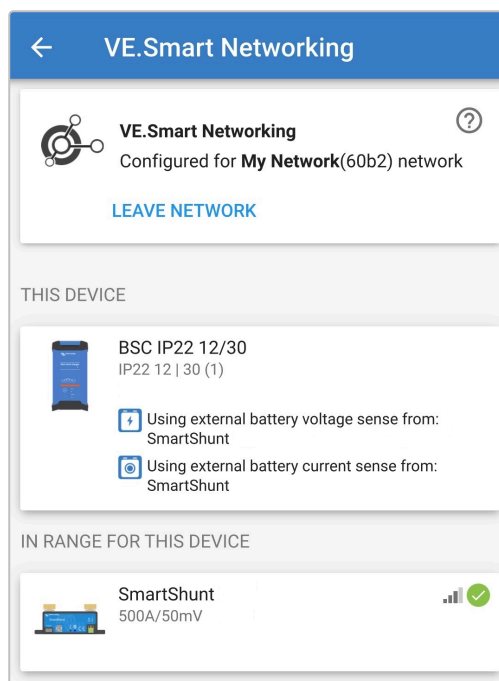 VE.Smart Networking
VE.Smart Networking
Configured for My Network(60b2) network
LEAVE NETWORK
THIS DEVICE
BSC IP22 12/30
IP22 12 | 30 (1)
Using external battery voltage sense from:
SmartShunt
Using external battery current sense from:
SmartShunt
IN RANGE FOR THIS DEVICE
SmartShunt
500A/50mV